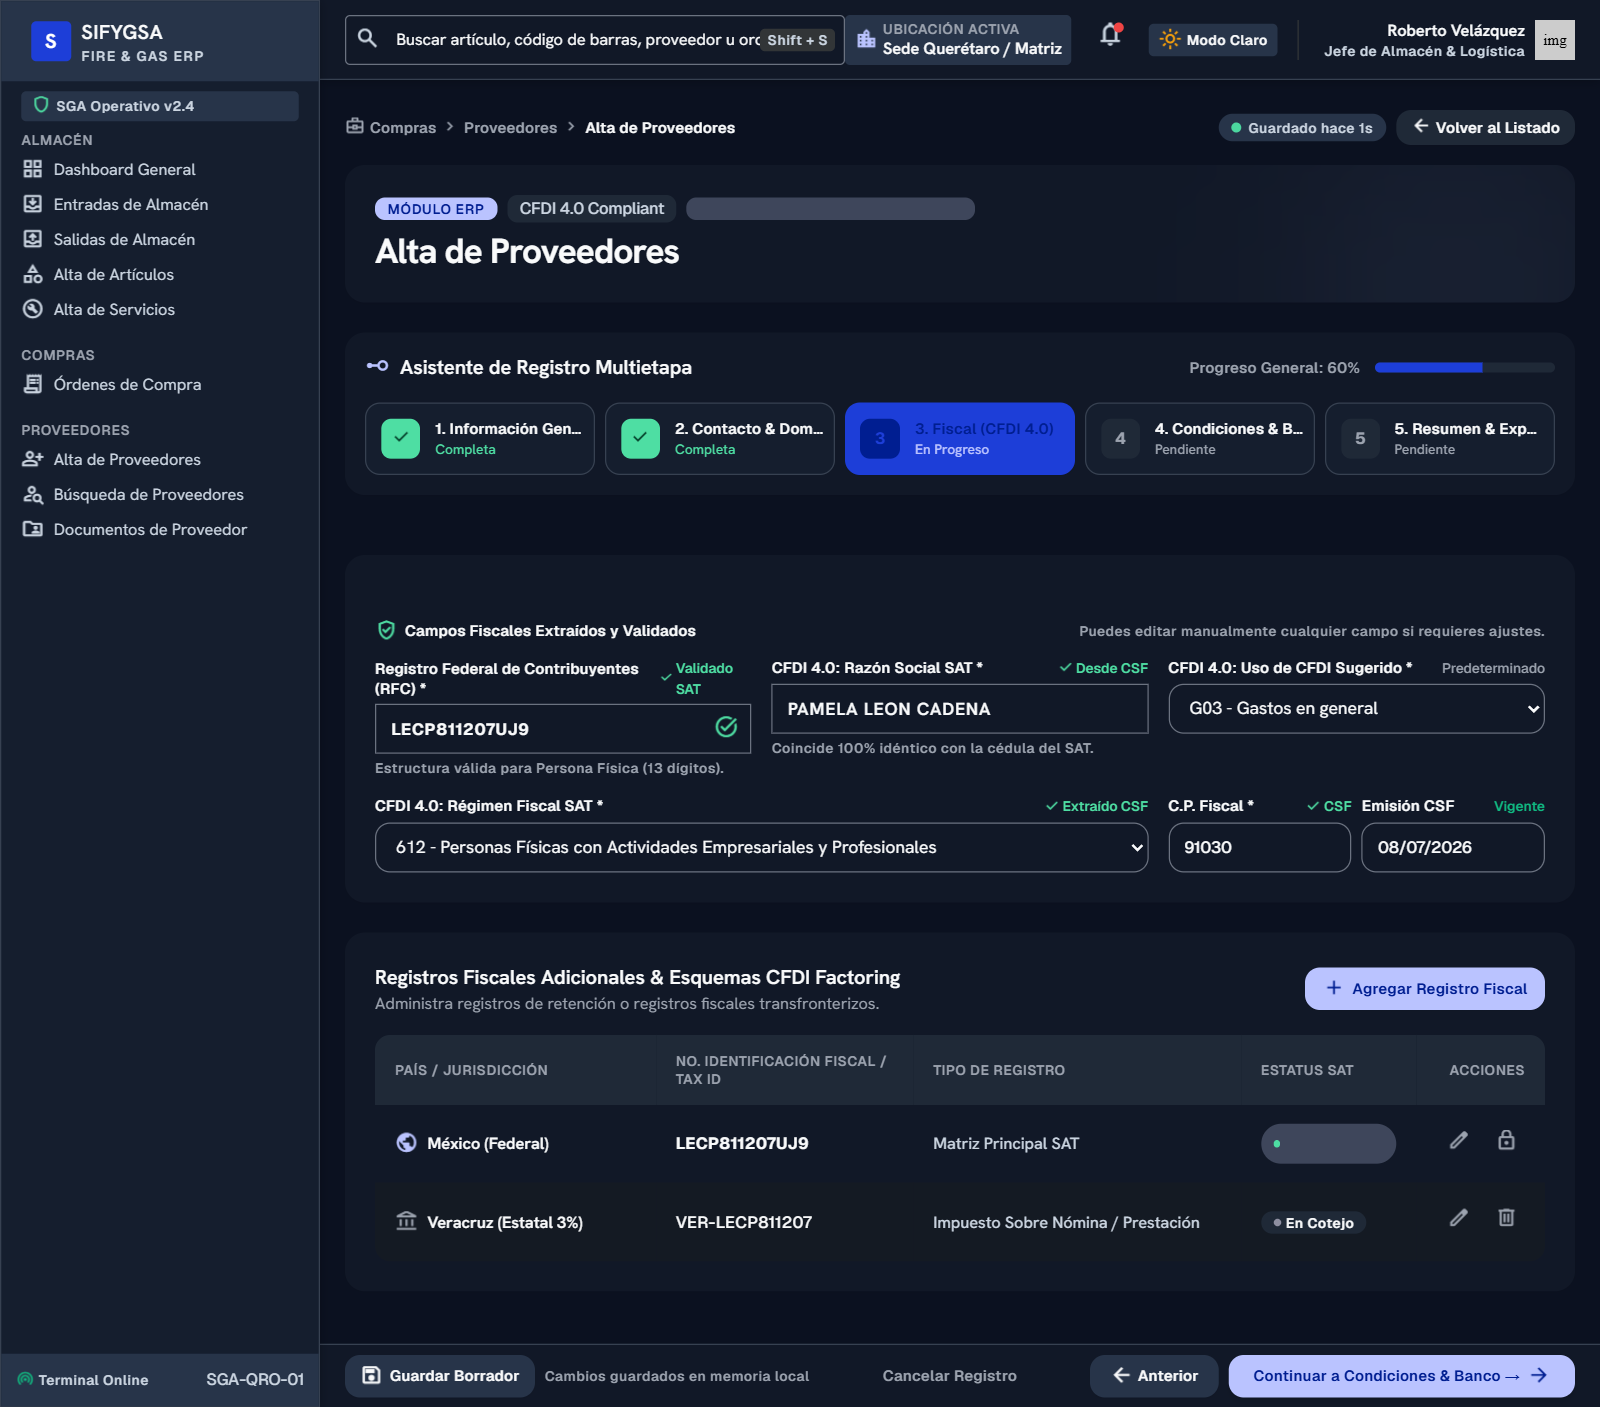 S
SIFYGSA
FIRE & GAS ERP
SGA Operativo v2.4
ALMACÉN
Dashboard General
Entradas de Almacén
Salidas de Almacén
Alta de Artículos
Alta de Servicios
COMPRAS
Órdenes de Compra
PROVEEDORES
Alta de Proveedores
Búsqueda de Proveedores
Documentos de Proveedor
Terminal Online
SGA-QRO-01
Buscar artículo, código de barras, proveedor u ord
Shift + S
UBICACIÓN ACTIVA
Sede Querétaro / Matriz
Modo Claro
Roberto Velázquez
Jefe de Almacén & Logística
img
Compras > Proveedores > Alta de Proveedores
Guardado hace 1s
Volver al Listado
MÓDULO ERP
CFDI 4.0 Compliant
Alta de Proveedores
Asistente de Registro Multietapa
Progreso General: 60%
1. Información Gen...
Completa
2. Contacto & Dom...
Completa
3
3. Fiscal (CFDI 4.0)
En Progreso
4
4. Condiciones & B...
Pendiente
5
5. Resumen & Exp...
Pendiente
Campos Fiscales Extraídos y Validados
Puedes editar manualmente cualquier campo si requieres ajustes.
Registro Federal de Contribuyentes
(RFC) *
Validado
SAT
LECP811207UJ9
Estructura válida para Persona Física (13 dígitos).
CFDI 4.0: Razón Social SAT *
Desde CSF
PAMELA LEON CADENA
Coincide 100% idéntico con la cédula del SAT.
CFDI 4.0: Uso de CFDI Sugerido *
Predeterminado
G03 - Gastos en general
CFDI 4.0: Régimen Fiscal SAT *
Extraído CSF
612 - Personas Físicas con Actividades Empresariales y Profesionales
C.P. Fiscal *
CSF
91030
Emisión CSF
Vigente
08/07/2026
Registros Fiscales Adicionales & Esquemas CFDI Factoring
Administra registros de retención o registros fiscales transfronterizos.
Agregar Registro Fiscal
PAÍS / JURISDICCIÓN
NO. IDENTIFICACIÓN FISCAL /
TAX ID
TIPO DE REGISTRO
ESTATUS SAT
ACCIONES
México (Federal)
LECP811207UJ9
Matriz Principal SAT
Veracruz (Estatal 3%)
VER-LECP811207
Impuesto Sobre Nómina / Prestación
En Cotejo
Guardar Borrador
Cambios guardados en memoria local
Cancelar Registro
Anterior
Continuar a Condiciones & Banco →